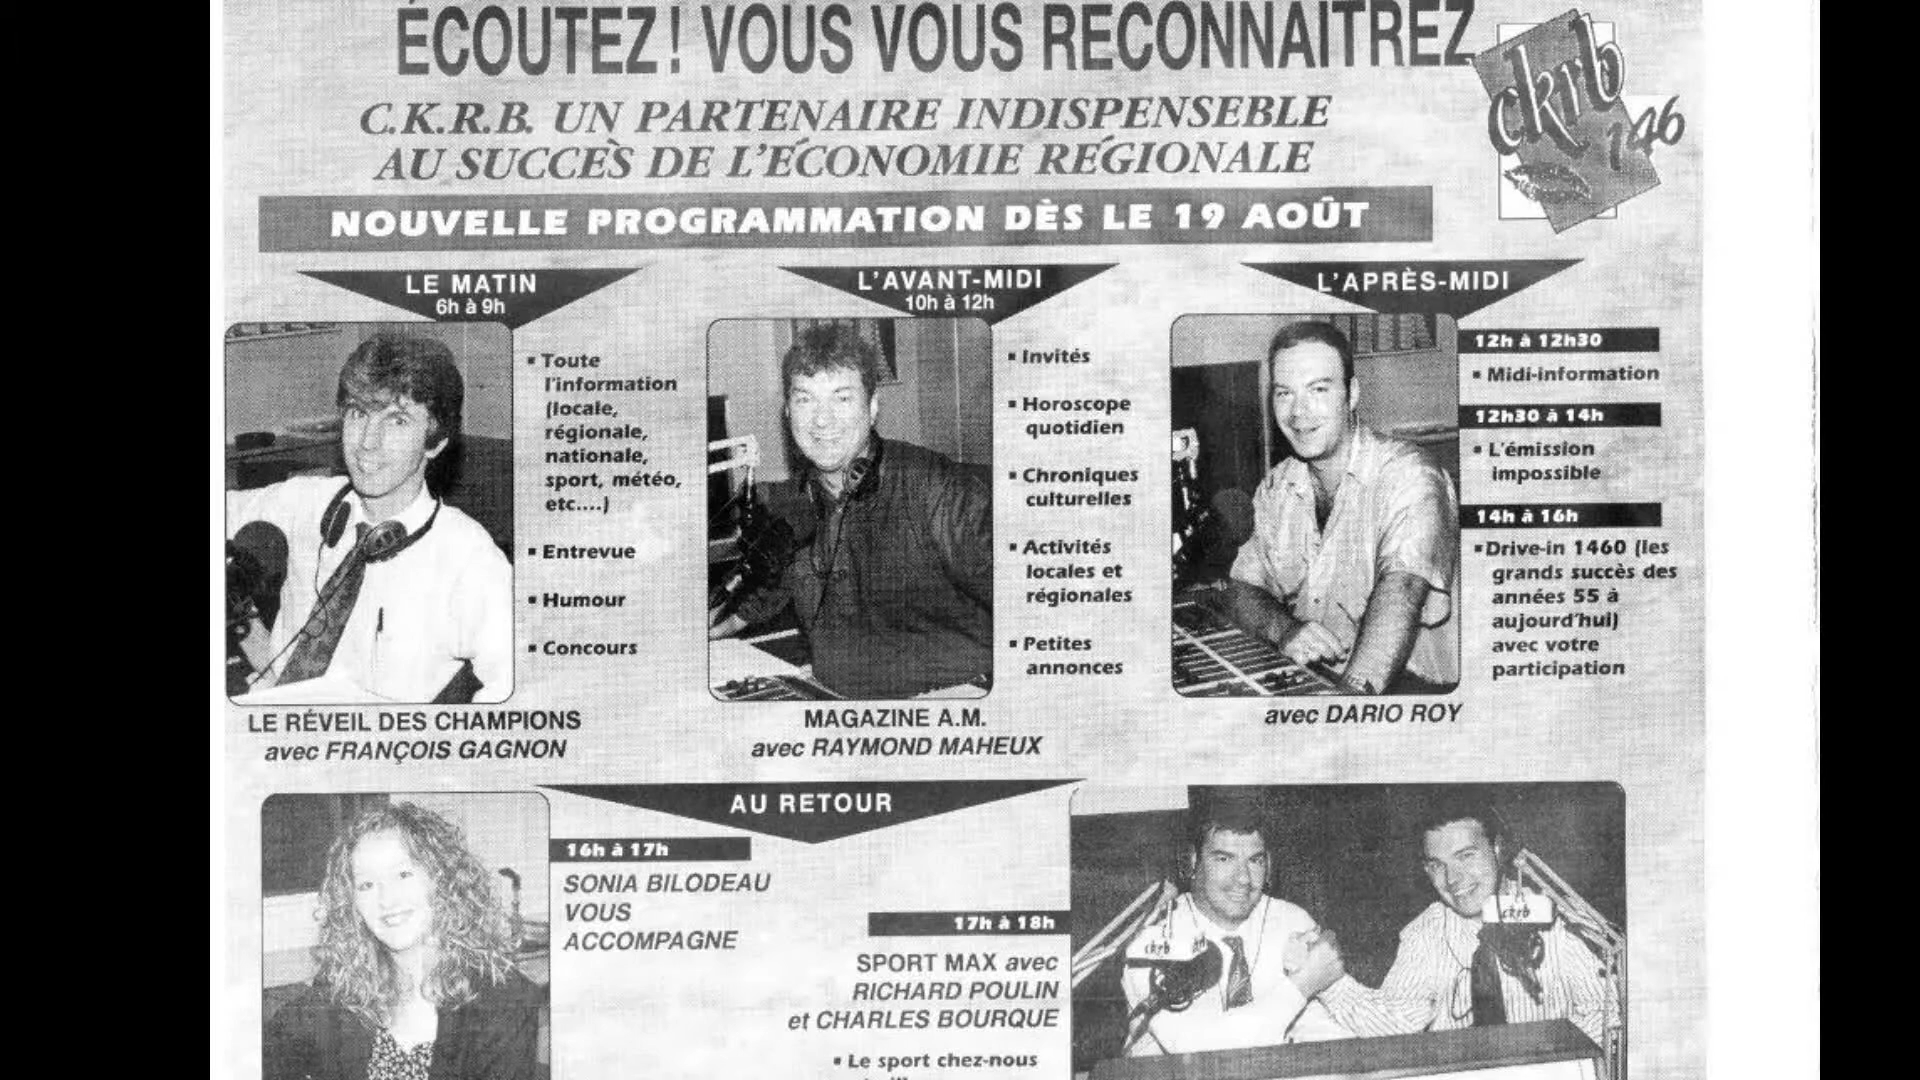 ÉCOUTEZ! VOUS VOUS RECONNAITREZ
ckrb
146
C.K.R.B. UN PARTENAIRE INDISPENSEBLE
AU SUCCÈS DE L'ÉCONOMIE RÉGIONALE
NOUVELLE PROGRAMMATION DÈS LE 19 AOÛT
LE MATIN
6h à 9h
▪ Toute
l'information
(locale,
régionale,
nationale,
sport, météo,
etc....)
▪ Entrevue
▪ Humour
▪ Concours
LE RÉVEIL DES CHAMPIONS
avec FRANÇOIS GAGNON
L'AVANT-MIDI
10h à 12h
▪ Invités
▪ Horoscope
quotidien
▪ Chroniques
culturelles
▪ Activités
locales et
régionales
▪ Petites
annonces
MAGAZINE A.M.
avec RAYMOND MAHEUX
L'APRÈS-MIDI
12h à 12h30
▪ Midi-information
12h30 à 14h
▪ L'émission
impossible
14h à 16h
▪Drive-in 1460 (les
grands succès des
années 55 à
aujourd'hui)
avec votre
participation
avec DARIO ROY
AU RETOUR
16h à 17h
SONIA BILODEAU
VOUS
ACCOMPAGNE
17h à 18h
SPORT MAX avec
RICHARD POULIN
et CHARLES BOURQUE
▪ Le sport chez-nous
ckrb
ckrb